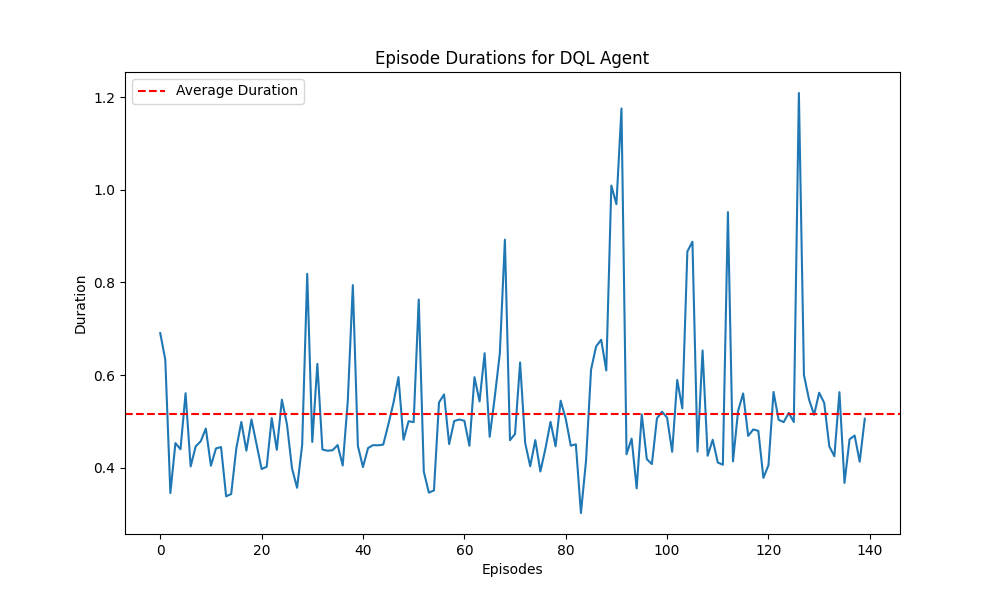 Episode Durations for DQL Agent
Average Duration
1.2
1.0
0.8
0.6
0.4
Duration
0 20 40 60 80 100 120 140
Episodes